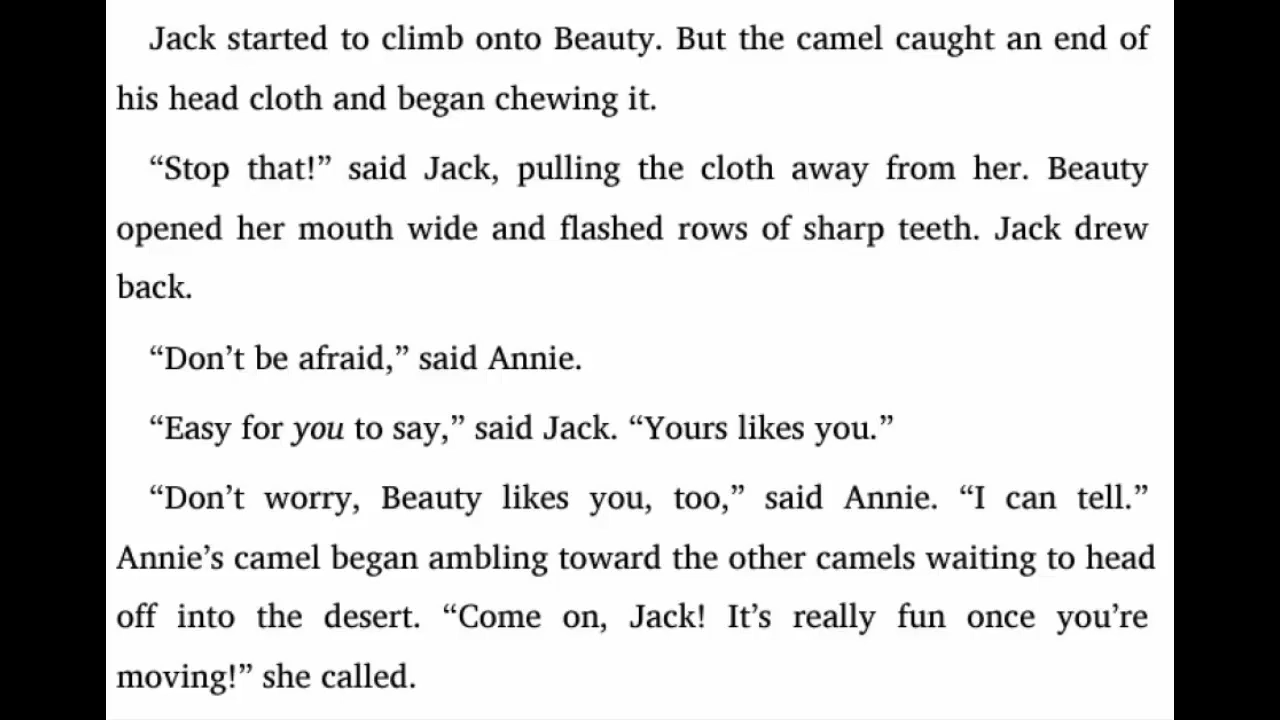 Jack started to climb onto Beauty. But the camel caught an end of
his head cloth and began chewing it.
“Stop that!” said Jack, pulling the cloth away from her. Beauty
opened her mouth wide and flashed rows of sharp teeth. Jack drew
back.
“Don’t be afraid,” said Annie.
“Easy for you to say,” said Jack. “Yours likes you.”
“Don’t worry, Beauty likes you, too,” said Annie. “I can tell.”
Annie’s camel began ambling toward the other camels waiting to head
off into the desert. “Come on, Jack! It’s really fun once you’re
moving!” she called.